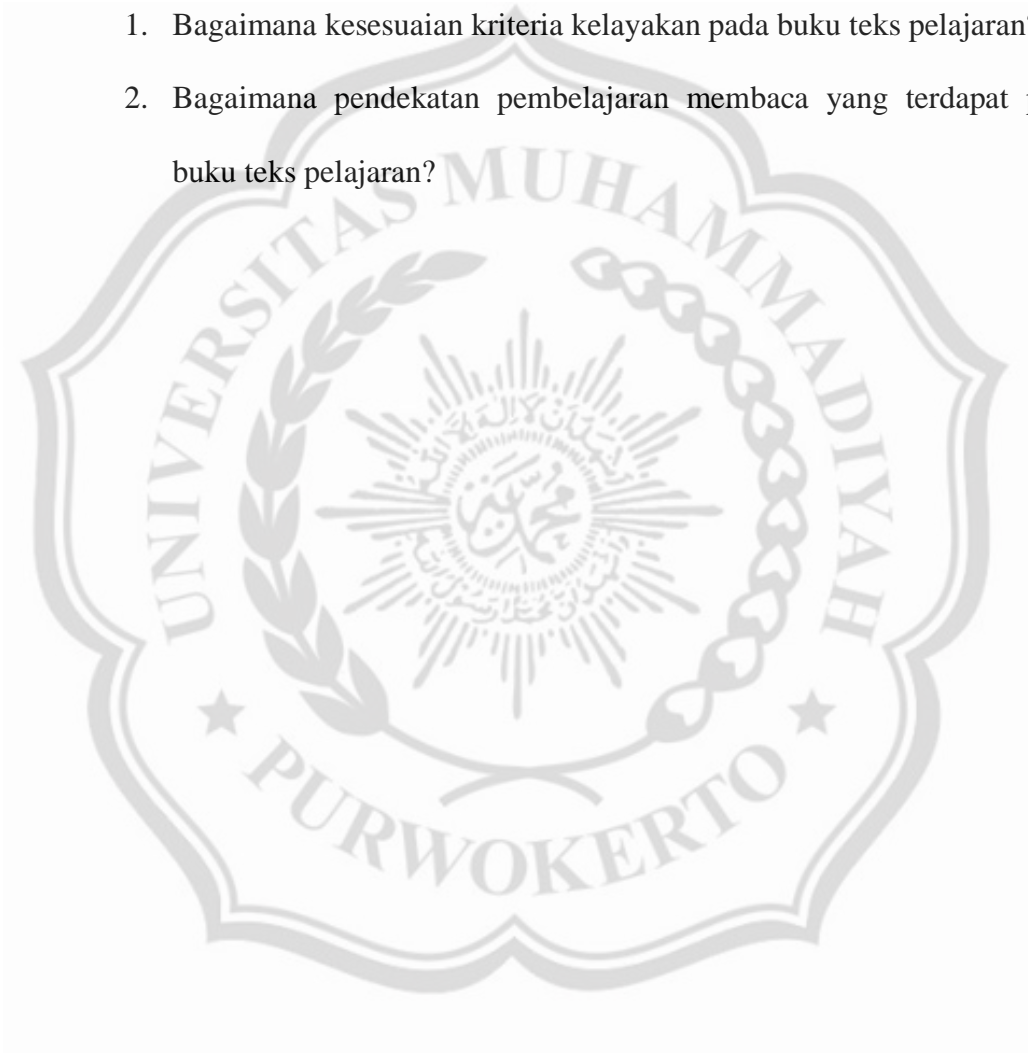 1. Bagaimana kesesuaian kriteria kelayakan pada buku teks pelajaran?
2. Bagaimana pendekatan pembelajaran membaca yang terdapat
buku teks pelajaran?
UNIVERSITAS MUHAMMADIYAH
PURWOKERTO